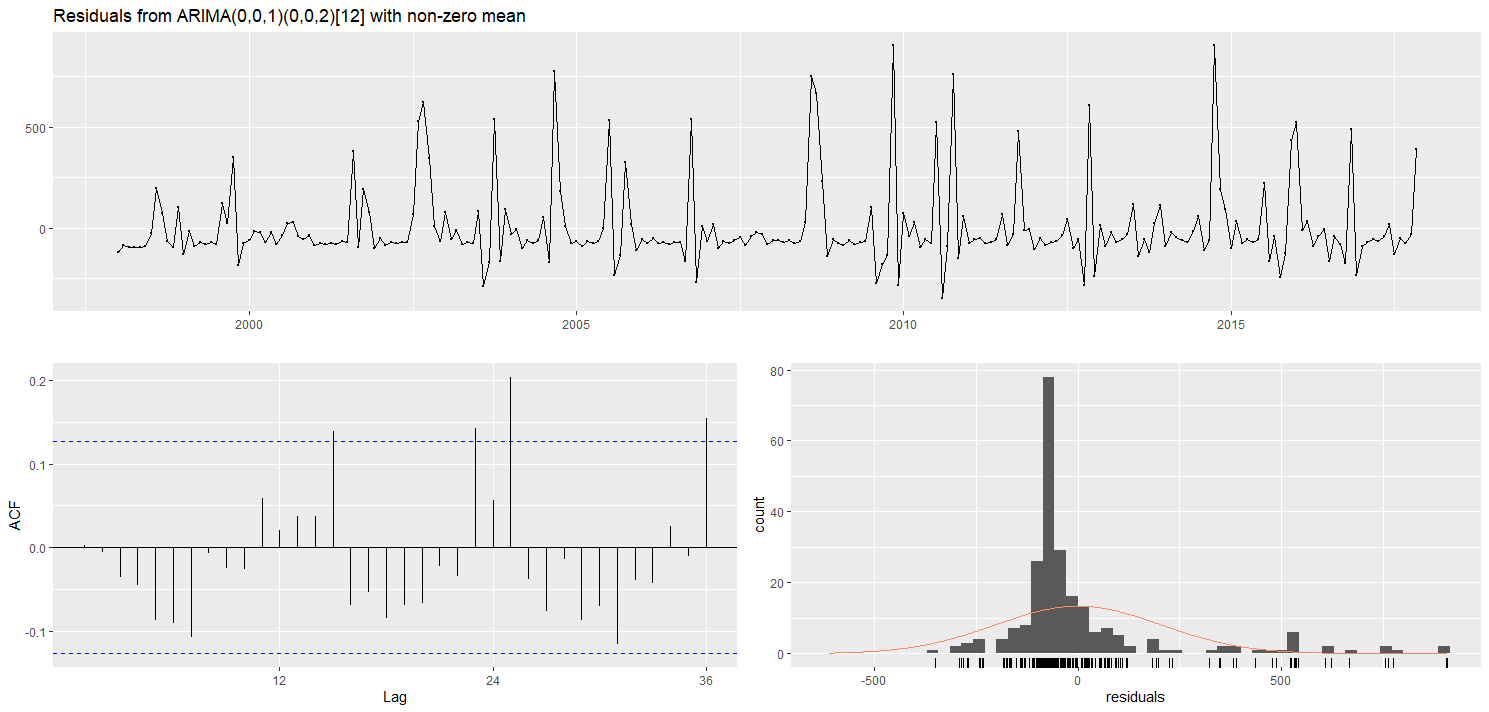 Residuals from ARIMA(0,0,1)(0,0,2)[12] with non-zero mean
500
0
2000 2005 2010 2015
ACF
0.2
0.1
0.0
-0.1
12 24 36
Lag
count
80
60
40
20
0
-500 0 500
residuals